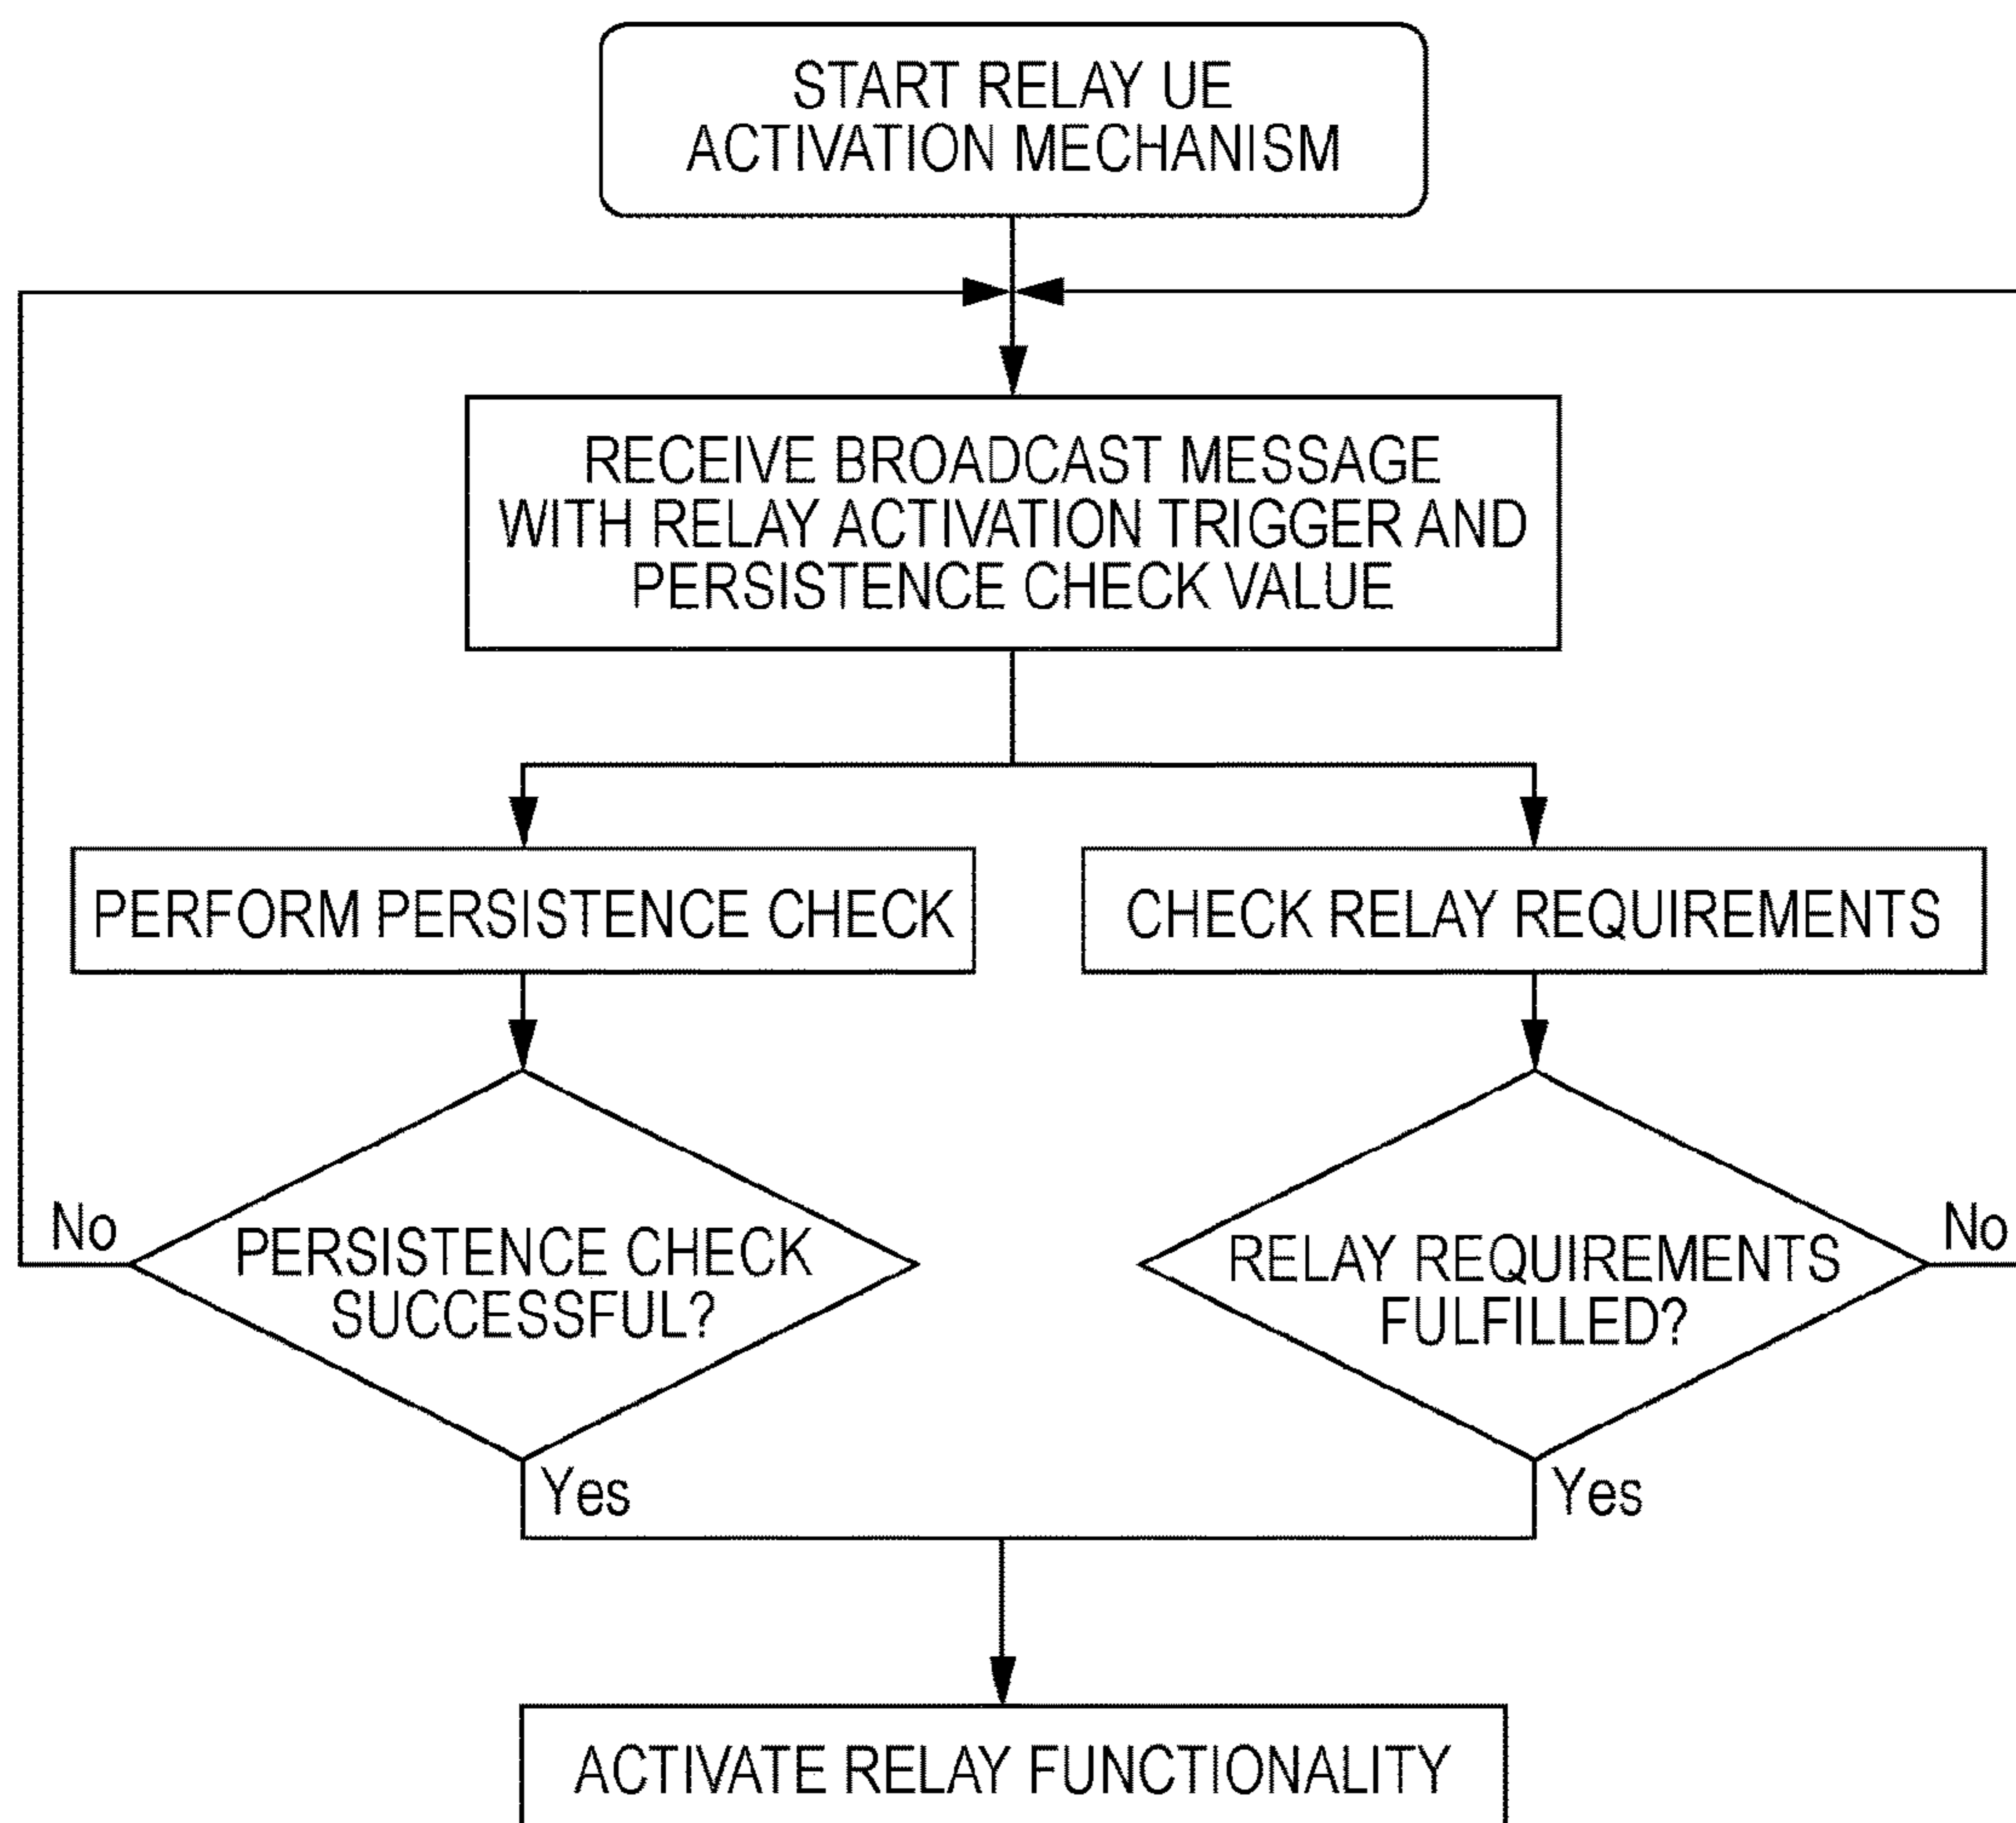 START RELAY UE
ACTIVATION MECHANISM
RECEIVE BROADCAST MESSAGE
WITH RELAY ACTIVATION TRIGGER AND
PERSISTENCE CHECK VALUE
PERFORM PERSISTENCE CHECK
CHECK RELAY REQUIREMENTS
No
PERSISTENCE CHECK
SUCCESSFUL?
Yes
RELAY REQUIREMENTS
FULFILLED?
No
Yes
ACTIVATE RELAY FUNCTIONALITY